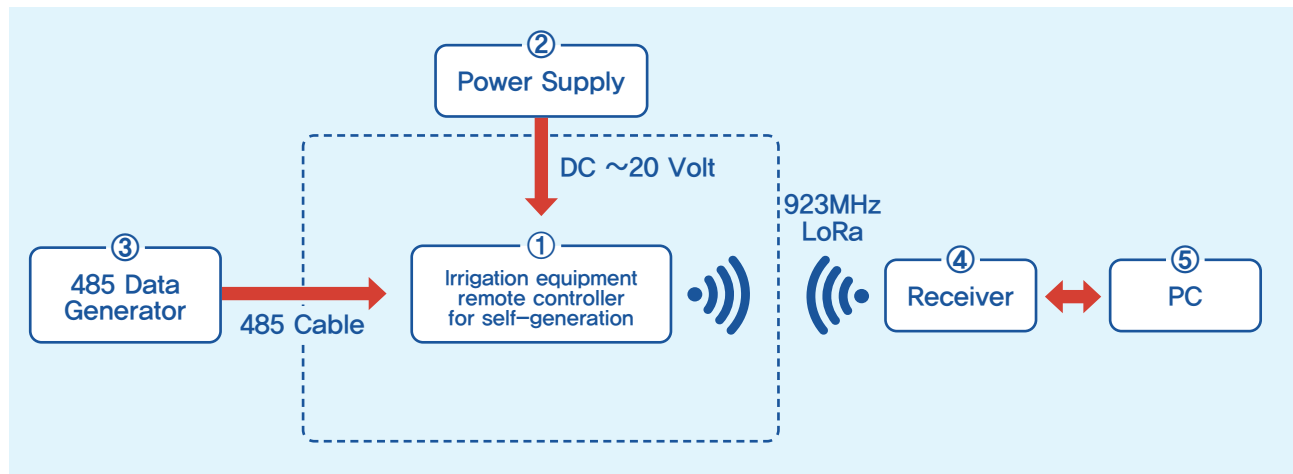 ②
Power Supply
DC ～20 Volt
923MHz
LoRa
③
485 Data
Generator
485 Cable
①
Irrigation equipment
remote controller
for self-generation
④
Receiver
⑤
PC